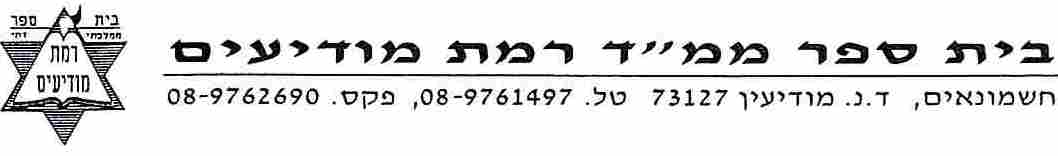 בית ספר
ממלכתי דתי
רמת
מודיעים
בית ספר ממ״ד רמת מודיעים
חשמונאים, ד.נ. מודיעין 73127 טל. 08-9761497, פקס. 08-9762690